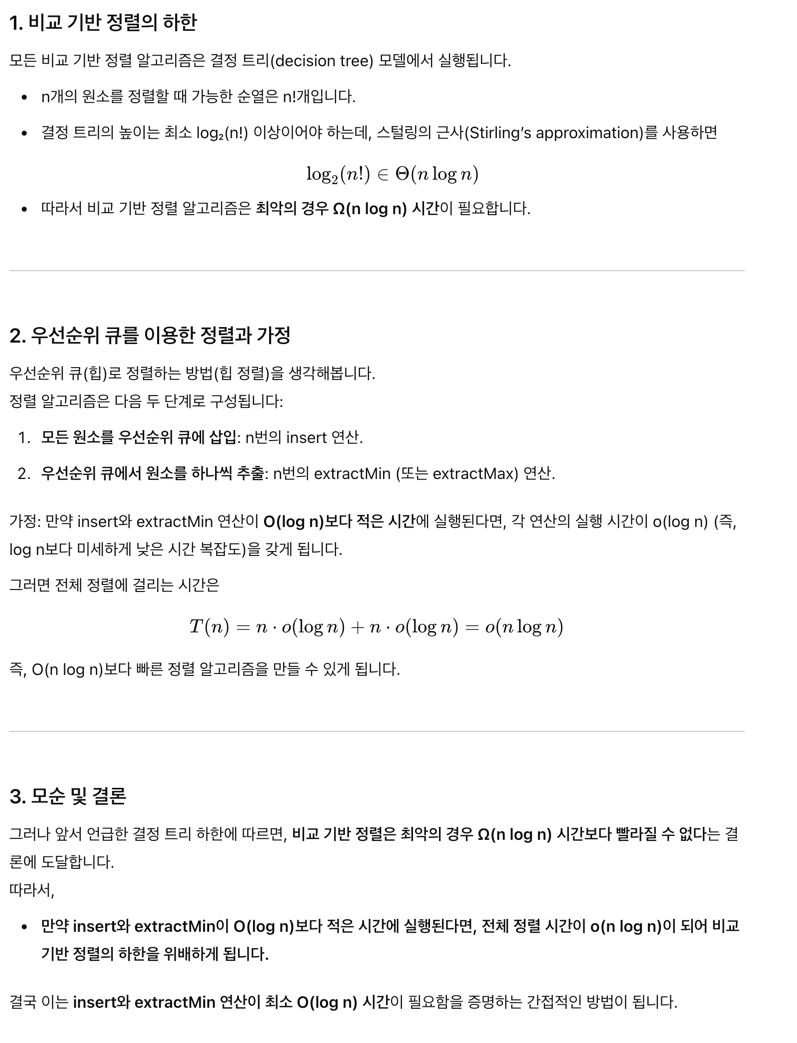 1. 비교 기반 정렬의 하한
모든 비교 기반 정렬 알고리즘은 결정 트리(decision tree) 모델에서 실행됩니다.
• n개의 원소를 정렬할 때 가능한 순열은 n!개입니다.
• 결정 트리의 높이는 최소 log₂(n!) 이상이어야 하는데, 스털링의 근사(Stirling’s approximation)를 사용하면
log₂(n!) ∈ Θ(n log n)
• 따라서 비교 기반 정렬 알고리즘은 최악의 경우 Ω(n log n) 시간이 필요합니다.
2. 우선순위 큐를 이용한 정렬과 가정
우선순위 큐(힙)로 정렬하는 방법(힙 정렬)을 생각해봅니다.
정렬 알고리즘은 다음 두 단계로 구성됩니다:
1. 모든 원소를 우선순위 큐에 삽입: n번의 insert 연산.
2. 우선순위 큐에서 원소를 하나씩 추출: n번의 extractMin (또는 extractMax) 연산.
가정: 만약 insert와 extractMin 연산이 O(log n)보다 적은 시간에 실행된다면, 각 연산의 실행 시간이 o(log n) (즉,
log n보다 미세하게 낮은 시간 복잡도)을 갖게 됩니다.
그러면 전체 정렬에 걸리는 시간은
T(n) = n · o(log n) + n · o(log n) = o(n log n)
즉, O(n log n)보다 빠른 정렬 알고리즘을 만들 수 있게 됩니다.
3. 모순 및 결론
그러나 앞서 언급한 결정 트리 하한에 따르면, 비교 기반 정렬은 최악의 경우 Ω(n log n) 시간보다 빨라질 수 없다는 결
론에 도달합니다.
따라서,
• 만약 insert와 extractMin이 O(log n)보다 적은 시간에 실행된다면, 전체 정렬 시간이 o(n log n)이 되어 비교
기반 정렬의 하한을 위배하게 됩니다.
결국 이는 insert와 extractMin 연산이 최소 O(log n) 시간이 필요함을 증명하는 간접적인 방법이 됩니다.